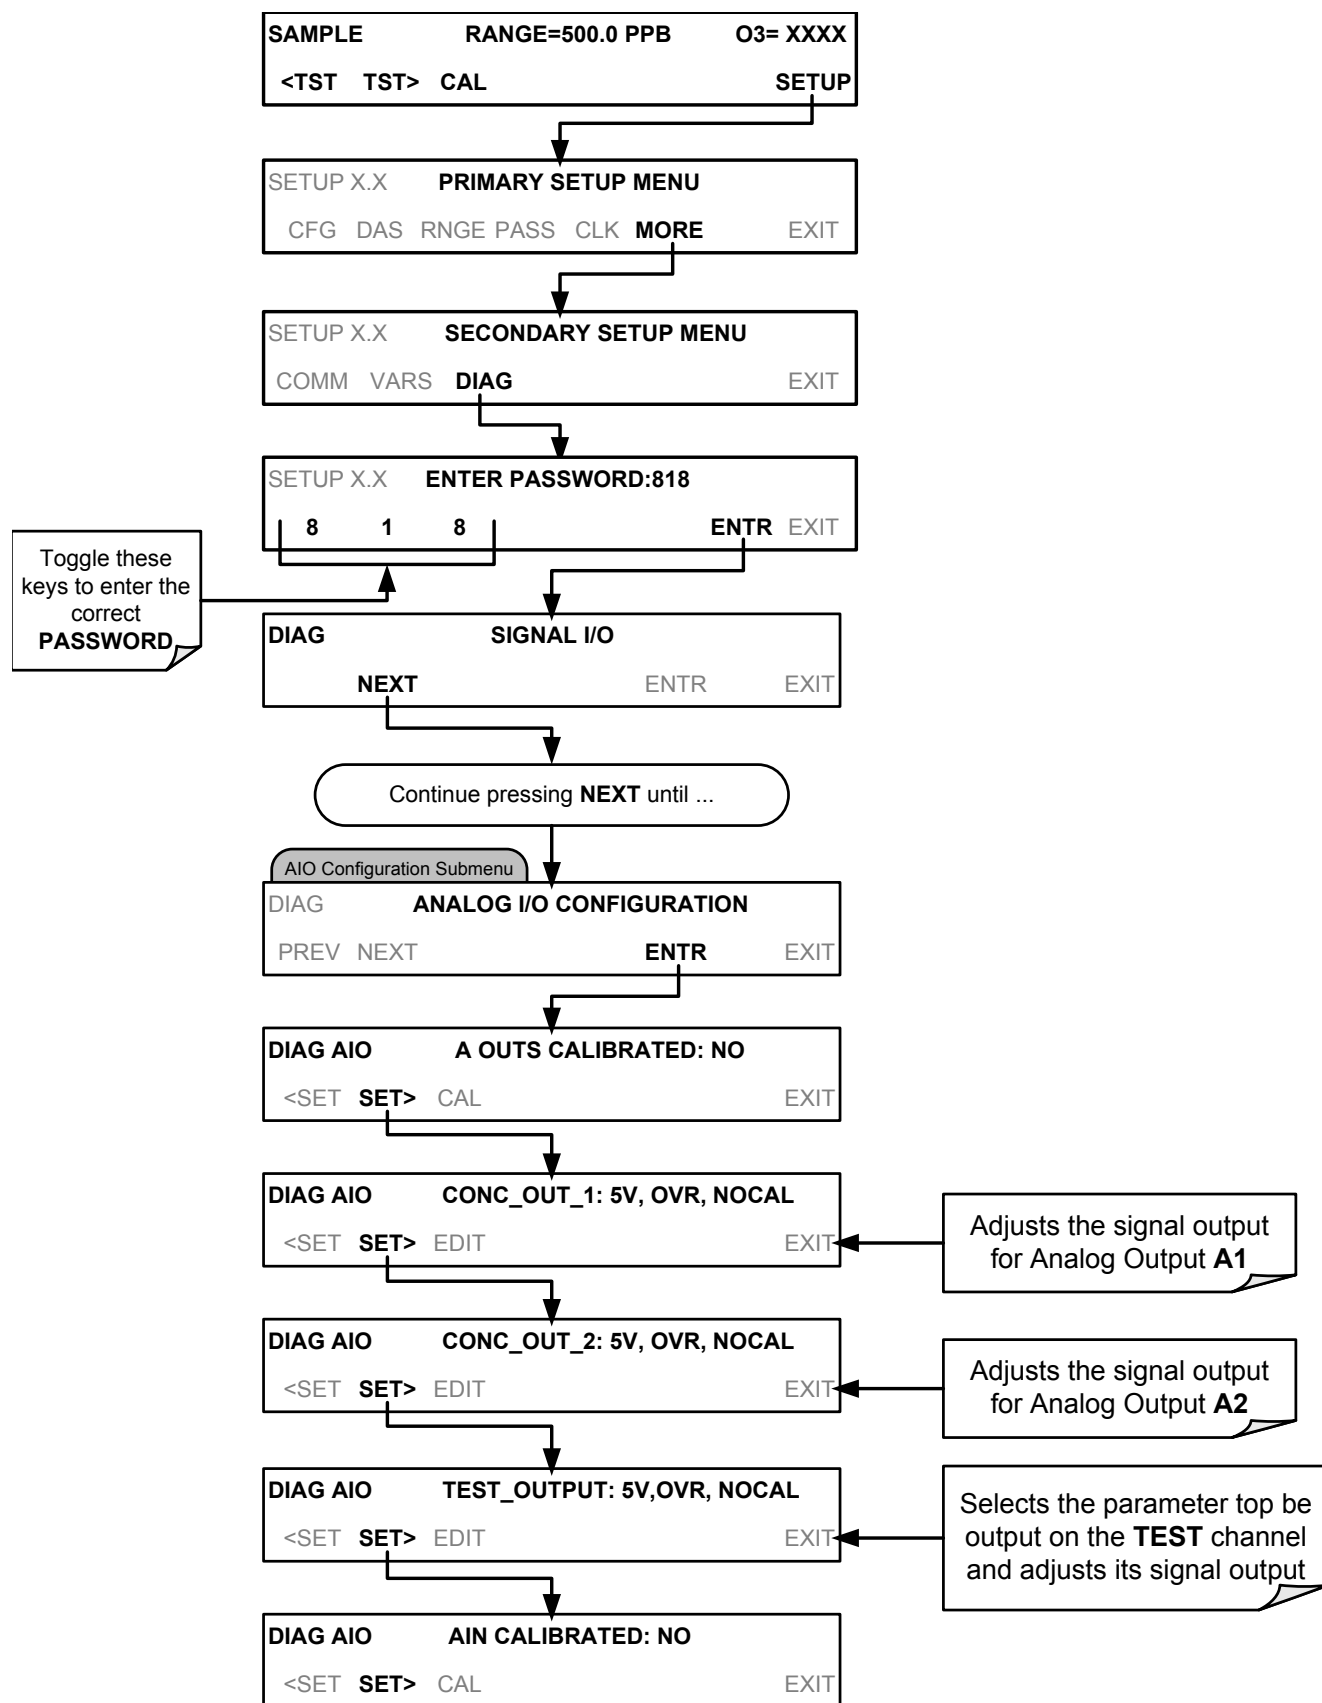 SAMPLE RANGE=500.0 PPB O3= XXXX
<TST TST> CAL SETUP
SETUP X.X PRIMARY SETUP MENU
CFG DAS RNGE PASS CLK MORE EXIT
SETUP X.X SECONDARY SETUP MENU
COMM VARS DIAG EXIT
SETUP X.X ENTER PASSWORD:818
8 1 8 ENTR EXIT
Toggle these
keys to enter the
correct
PASSWORD
DIAG SIGNAL I/O
NEXT ENTR EXIT
Continue pressing NEXT until ...
AIO Configuration Submenu
DIAG ANALOG I/O CONFIGURATION
PREV NEXT ENTR EXIT
DIAG AIO A OUTS CALIBRATED: NO
<SET SET> CAL EXIT
DIAG AIO CONC_OUT_1: 5V, OVR, NOCAL
<SET SET> EDIT EXIT
Adjusts the signal output
for Analog Output A1
DIAG AIO CONC_OUT_2: 5V, OVR, NOCAL
<SET SET> EDIT EXIT
Adjusts the signal output
for Analog Output A2
DIAG AIO TEST_OUTPUT: 5V,OVR, NOCAL
<SET SET> EDIT EXIT
Selects the parameter top be
output on the TEST channel
and adjusts its signal output
DIAG AIO AIN CALIBRATED: NO
<SET SET> CAL EXIT